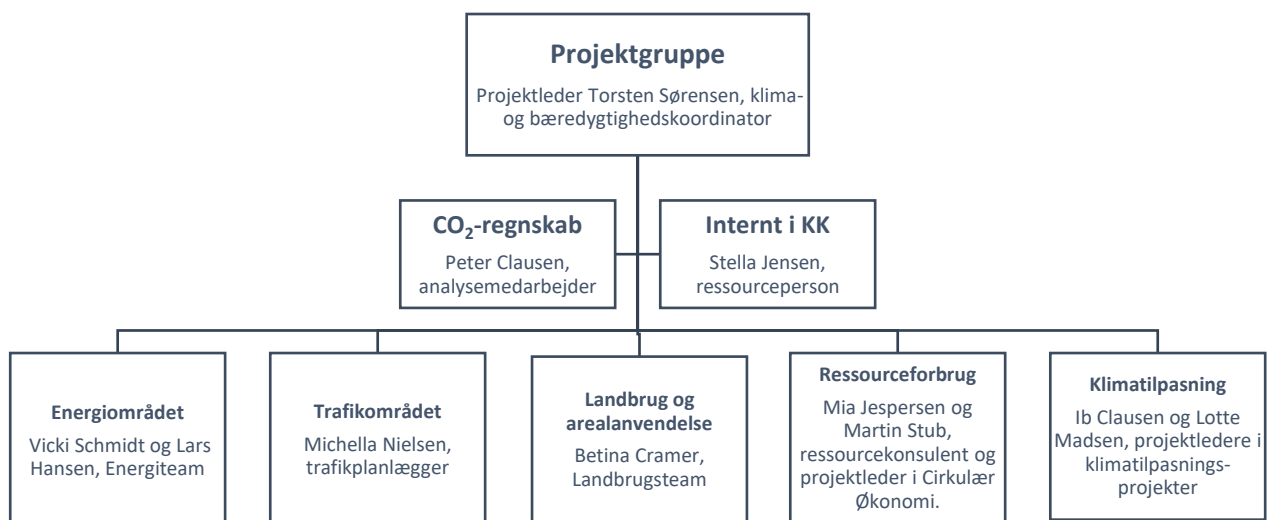 Projektgruppe
Projektleder Torsten Sørensen, klima-
og bæredygtighedskoordinator
CO₂-regnskab
Peter Clausen,
analysemedarbejder
Internt i KK
Stella Jensen,
ressourceperson
Energiområdet
Vicki Schmidt og Lars
Hansen, Energiteam
Trafikområdet
Michella Nielsen,
trafikplanlægger
Landbrug og
arealanvendelse
Betina Cramer,
Landbrugsteam
Ressourceforbrug
Mia Jespersen og
Martin Stub,
ressourcekonsulent og
projektleder i Cirkulær
Økonomi.
Klimatilpasning
Ib Clausen og Lotte
Madsen, projektledere i
klimatilpasnings-
projekter